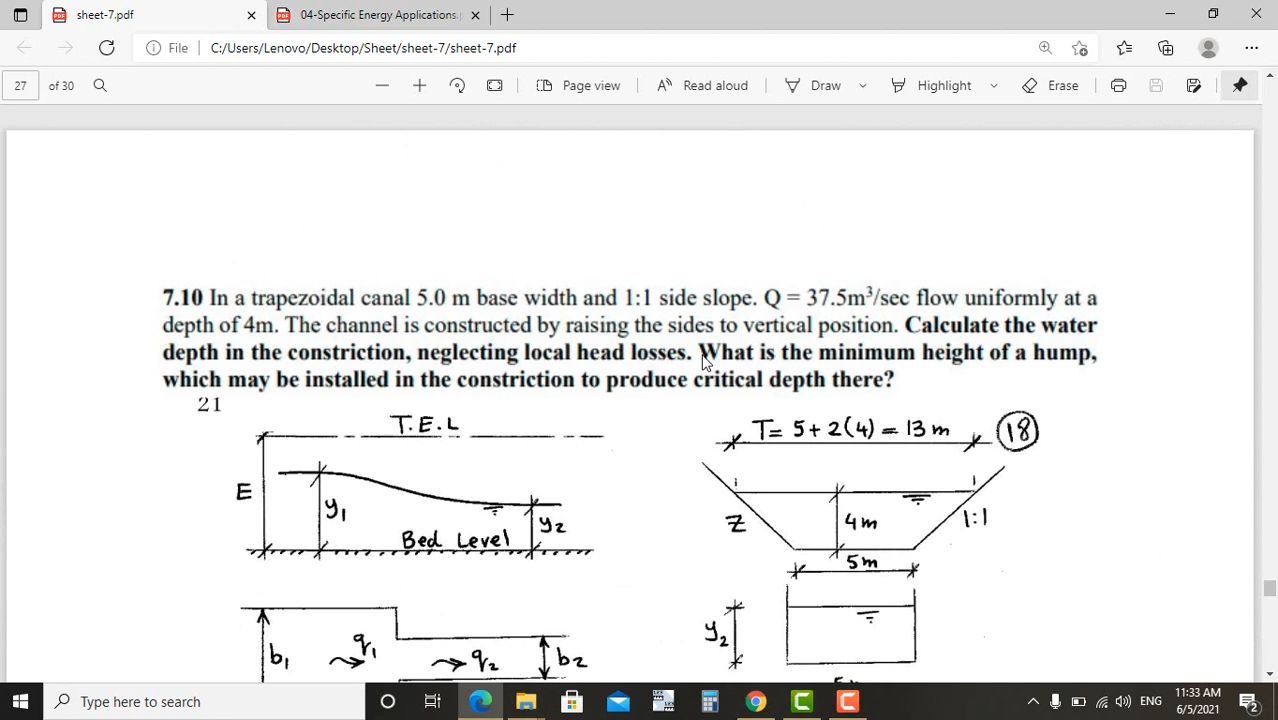 sheet-7.pdf
04-Specific Energy Applications.
File
C:/Users/Lenovo/Desktop/Sheet/sheet-7/sheet-7.pdf
27 of 30
Page view
Read aloud
Draw
Highlight
Erase
7.10 In a trapezoidal canal 5.0 m base width and 1:1 side slope. Q = 37.5m³/sec flow uniformly at a
depth of 4m. The channel is constructed by raising the sides to vertical position. Calculate the water
depth in the constriction, neglecting local head losses. What is the minimum height of a hump,
which may be installed in the constriction to produce critical depth there?
21
T.E.L
T= 5+2(4) = 13 m
18
E
y₁
y₂
Bed Level
Z
4m
1:1
5m
b₁
q₁
q₂
b₂
y₂
Type here to search
ENG
11:33 AM
6/5/2021
2